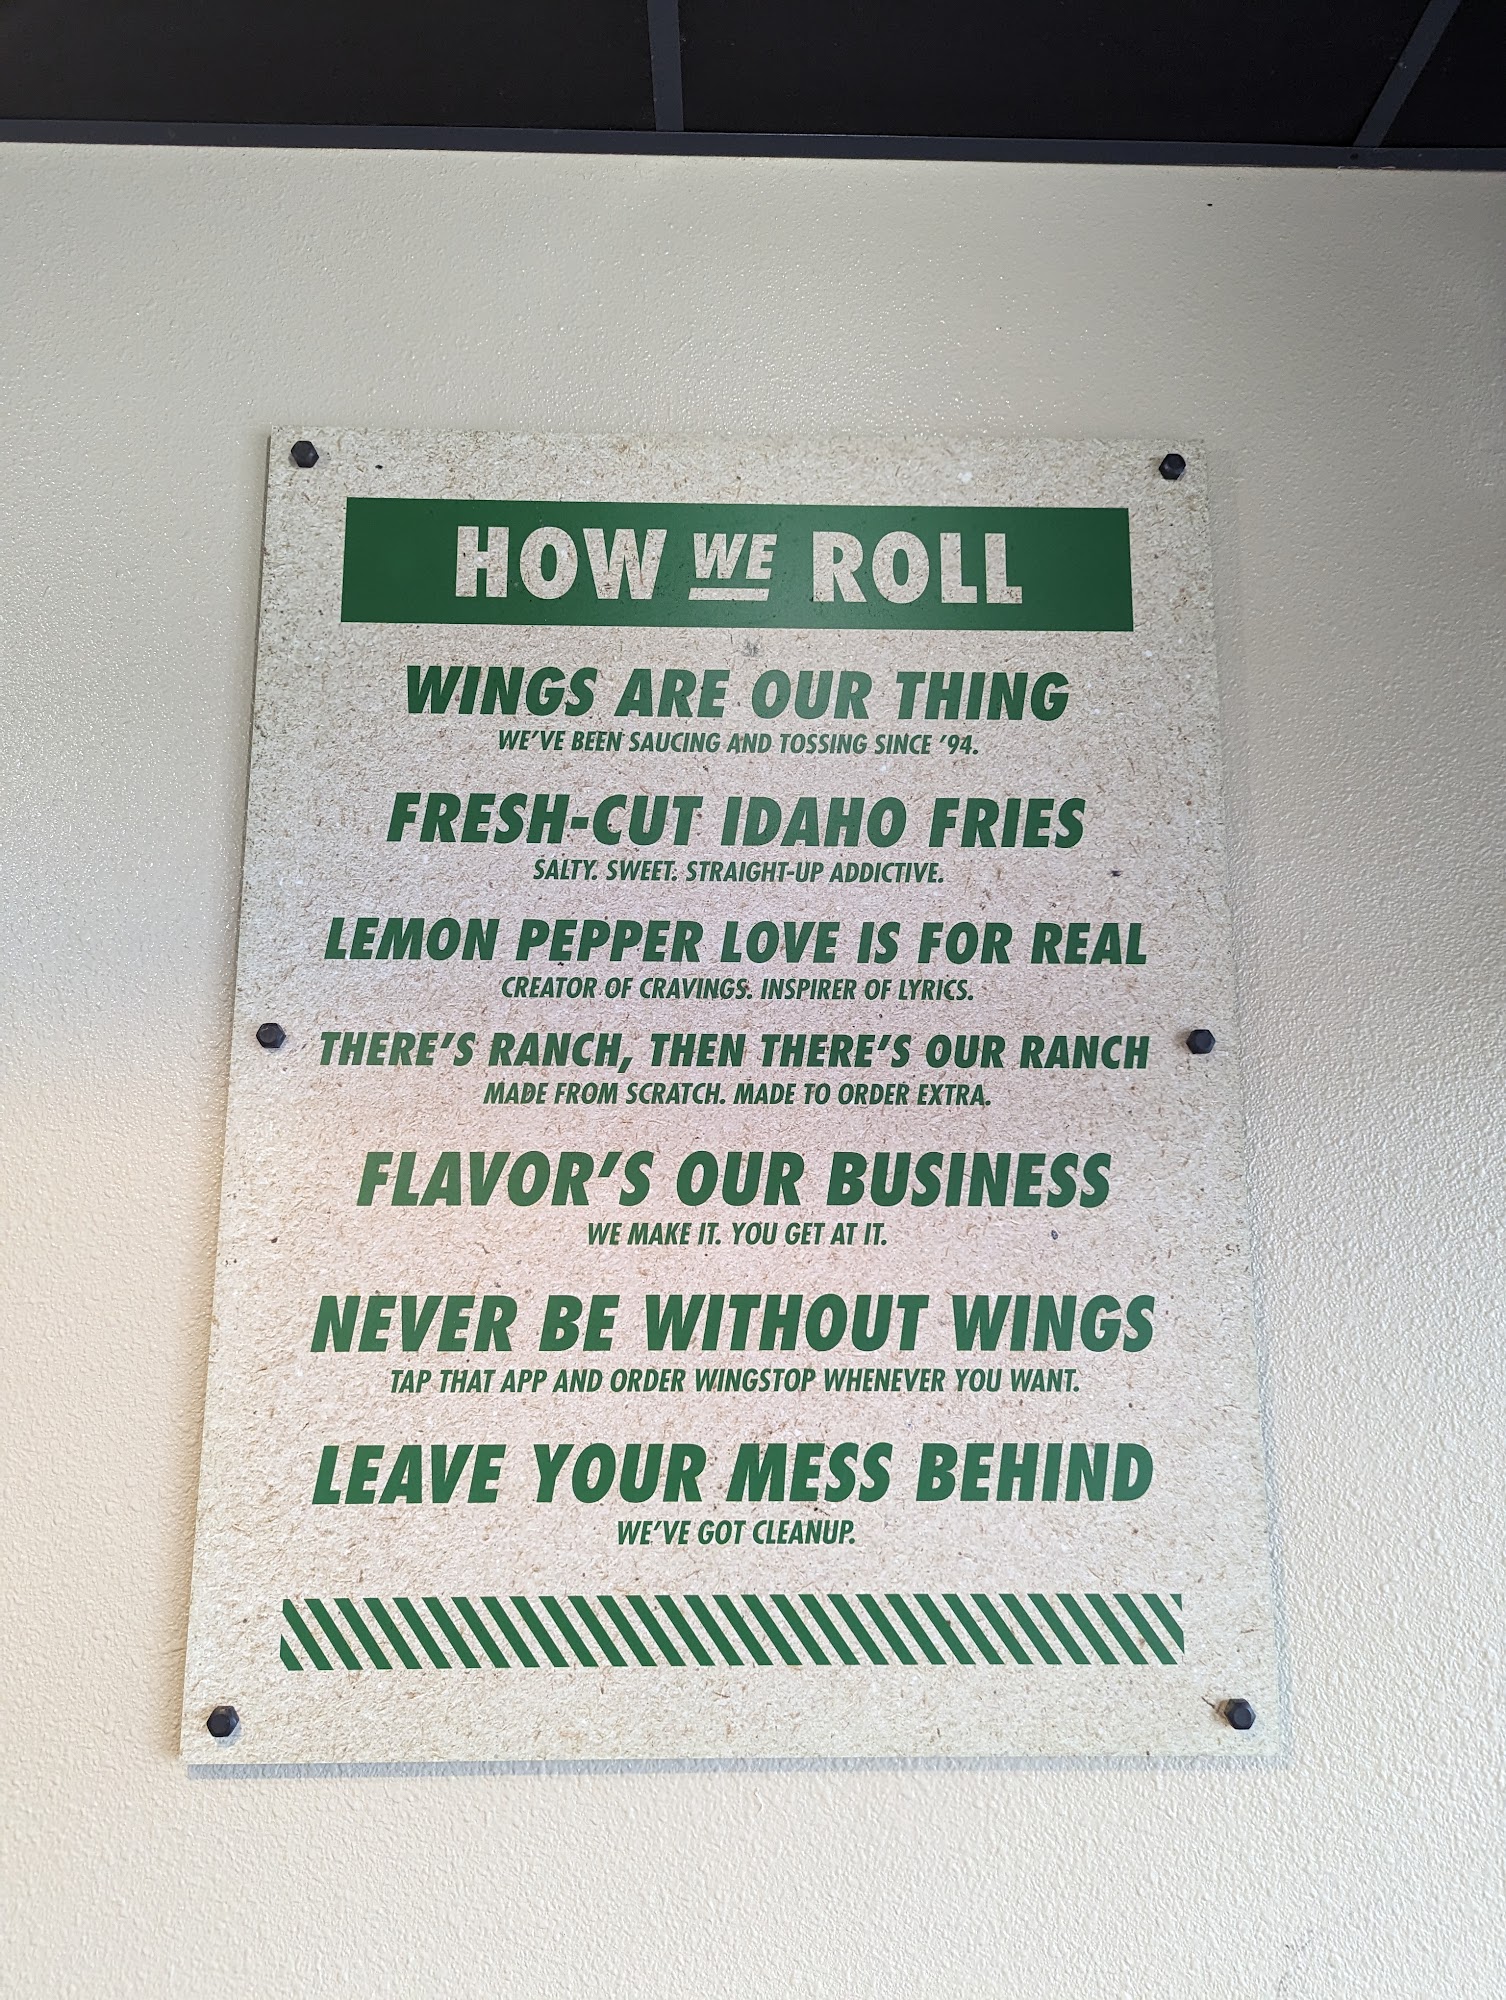 HOW WE ROLL
WINGS ARE OUR THING
WE'VE BEEN SAUCING AND TOSSING SINCE '94.
FRESH-CUT IDAHO FRIES
SALTY. SWEET. STRAIGHT-UP ADDICTIVE.
LEMON PEPPER LOVE IS FOR REAL
CREATOR OF CRAVINGS. INSPIRER OF LYRICS.
THERE'S RANCH, THEN THERE'S OUR RANCH
MADE FROM SCRATCH. MADE TO ORDER EXTRA.
FLAVOR'S OUR BUSINESS
WE MAKE IT. YOU GET AT IT.
NEVER BE WITHOUT WINGS
TAP THAT APP AND ORDER WINGSTOP WHENEVER YOU WANT.
LEAVE YOUR MESS BEHIND
WE'VE GOT CLEANUP.